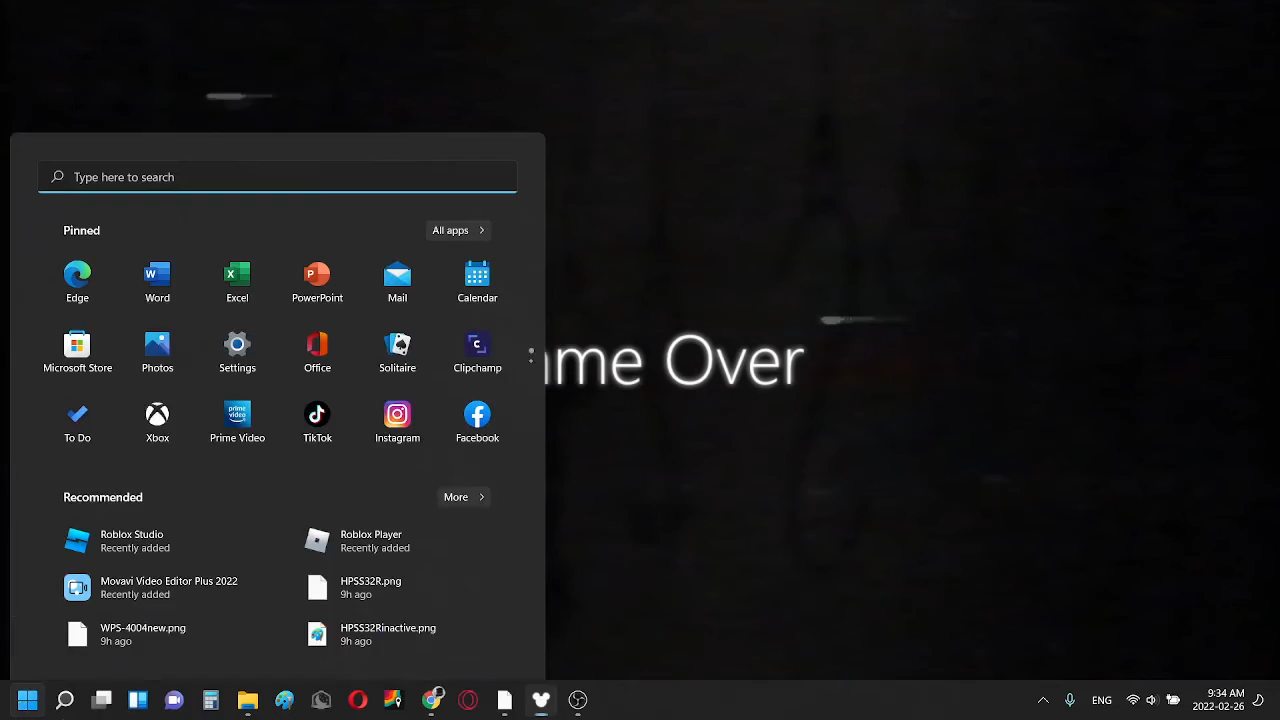 Type here to search
Pinned
All apps
Edge
Word
Excel
PowerPoint
Mail
Calendar
Microsoft Store
Photos
Settings
Office
Solitaire
Clipchamp
To Do
Xbox
prime video
Prime Video
TikTok
Instagram
Facebook
ame Over
Recommended
More
Roblox Studio
Recently added
Roblox Player
Recently added
Movavi Video Editor Plus 2022
Recently added
HPSS32R.png
9h ago
WPS-4004new.png
9h ago
HPSS32Rinactive.png
9h ago
ENG
9:34 AM
2022-02-26